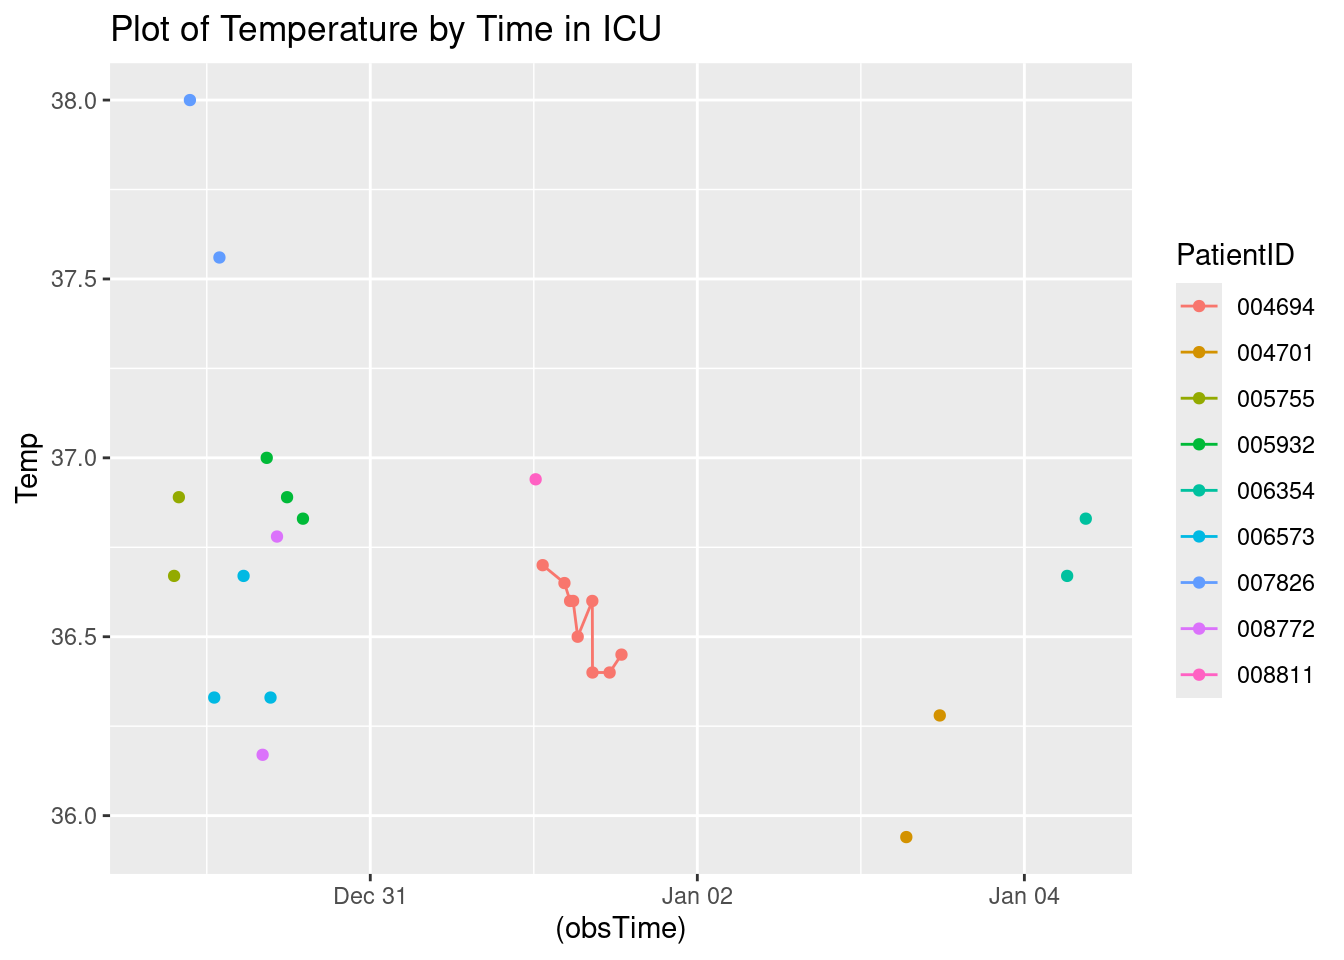 Plot of Temperature by Time in ICU
38.0
37.5
37.0
36.5
36.0
Temp
Dec 31
Jan 02
Jan 04
(obsTime)
PatientID
004694
004701
005755
005932
006354
006573
007826
008772
008811